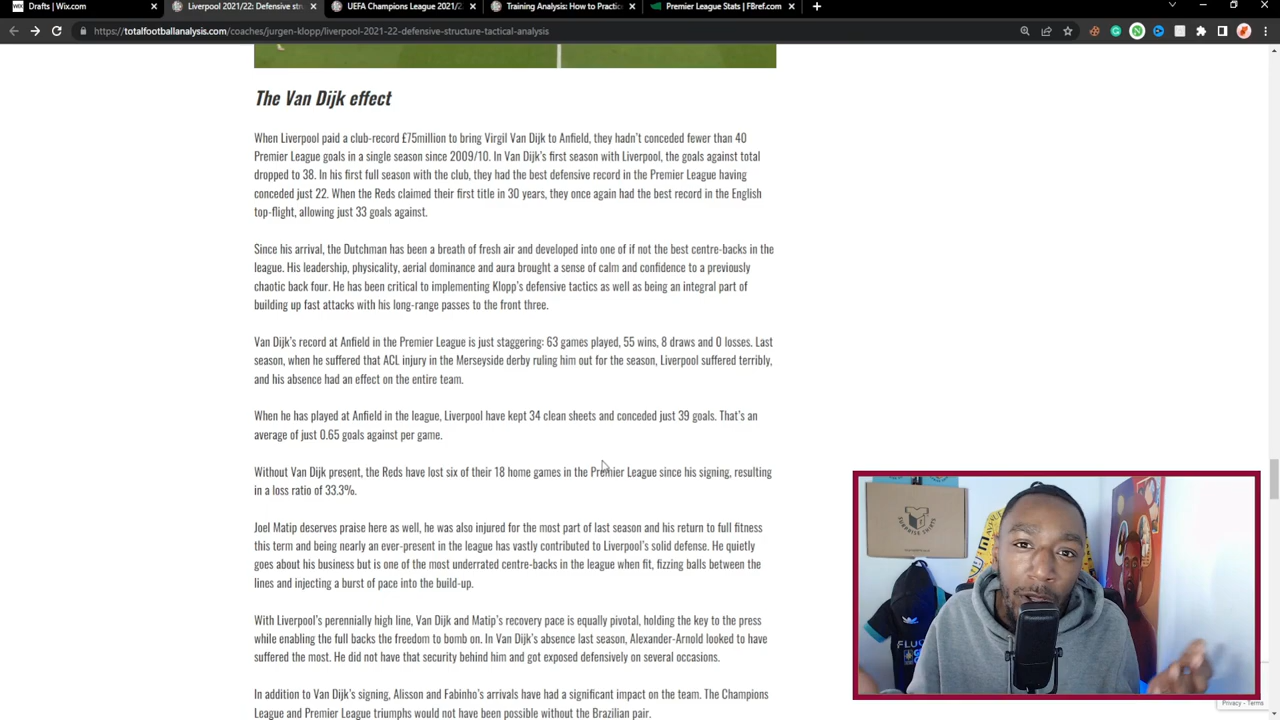 Drafts | Wix.com
Liverpool 2021/22: Defensive stru
UEFA Champions League 2021/2
Training Analysis: How to Practic
Premier League Stats | FBref.com
https://totalfootballanalysis.com/coaches/jurgen-klopp/liverpool-2021-22-defensive-structure-tactical-analysis
The Van Dijk effect
When Liverpool paid a club-record £75million to bring Virgil Van Dijk to Anfield, they hadn't conceded fewer than 40
Premier League goals in a single season since 2009/10. In Van Dijk's first season with Liverpool, the goals against total
dropped to 38. In his first full season with the club, they had the best defensive record in the Premier League having
conceded just 22. When the Reds claimed their first title in 30 years, they once again had the best record in the English
top-flight, allowing just 33 goals against.
Since his arrival, the Dutchman has been a breath of fresh air and developed into one of if not the best centre-backs in the
league. His leadership, physicality, aerial dominance and aura brought a sense of calm and confidence to a previously
chaotic back four. He has been critical to implementing Klopp's defensive tactics as well as being an integral part of
building up fast attacks with his long-range passes to the front three.
Van Dijk's record at Anfield in the Premier League is just staggering: 63 games played, 55 wins, 8 draws and 0 losses. Last
season, when he suffered that ACL injury in the Merseyside derby ruling him out for the season, Liverpool suffered terribly,
and his absence had an effect on the entire team.
When he has played at Anfield in the league, Liverpool have kept 34 clean sheets and conceded just 39 goals. That's an
average of just 0.65 goals against per game.
Without Van Dijk present, the Reds have lost six of their 18 home games in the Premier League since his signing, resulting
in a loss ratio of 33.3%.
Joel Matip deserves praise here as well, he was also injured for the most part of last season and his return to full fitness
this term and being nearly an ever-present in the league has vastly contributed to Liverpool's solid defense. He quietly
goes about his business but is one of the most underrated centre-backs in the league when fit, fizzing balls between the
lines and injecting a burst of pace into the build-up.
With Liverpool's perennially high line, Van Dijk and Matip's recovery pace is equally pivotal, holding the key to the press
while enabling the full backs the freedom to bomb on. In Van Dijk's absence last season, Alexander-Arnold looked to have
suffered the most. He did not have that security behind him and got exposed defensively on several occasions.
In addition to Van Dijk's signing, Alisson and Fabinho's arrivals have had a significant impact on the team. The Champions
League and Premier League triumphs would not have been possible without the Brazilian pair.
SURPRISE SHIRTS
FLUO
Privacy - Terms